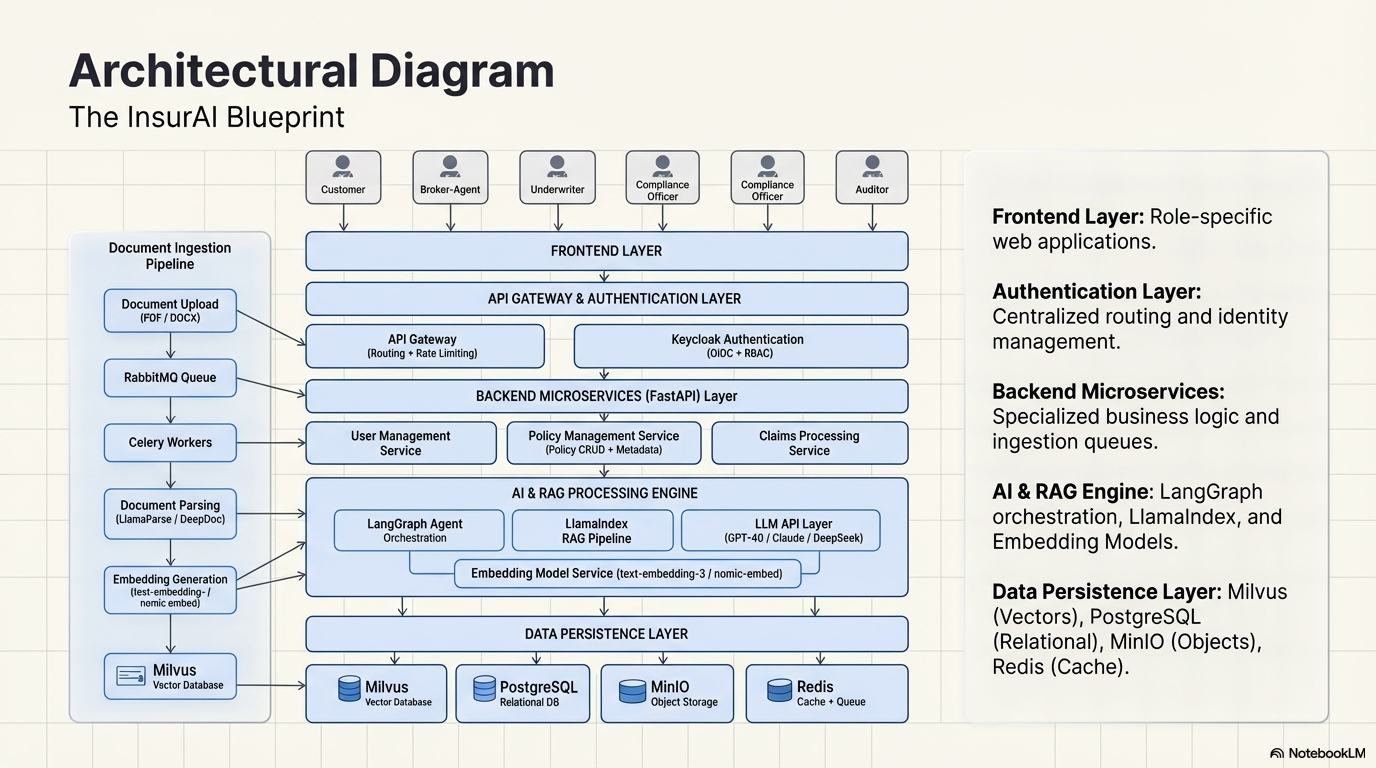 Architectural Diagram
The InsurAI Blueprint
Customer
Broker-Agent
Underwriter
Compliance
Officer
Compliance
Officer
Auditor
Document Ingestion
Pipeline
Document Upload
(FOF / DOCX)
RabbitMQ Queue
Celery Workers
Document Parsing
(LlamaParse / DeepDoc)
Embedding Generation
(test-embedding- /
nomic embed)
Milvus
Vector Database
FRONTEND LAYER
API GATEWAY & AUTHENTICATION LAYER
API Gateway
(Routing + Rate Limiting)
Keycloak Authentication
(OIDC + RBAC)
BACKEND MICROSERVICES (FastAPI) Layer
User Management
Service
Policy Management Service
(Policy CRUD + Metadata)
Claims Processing
Service
AI & RAG PROCESSING ENGINE
LangGraph Agent
Orchestration
LlamaIndex
RAG Pipeline
LLM API Layer
(GPT-40 / Claude / DeepSeek)
Embedding Model Service (text-embedding-3 / nomic-embed)
DATA PERSISTENCE LAYER
Milvus
Vector Database
PostgreSQL
Relational DB
MinIO
Object Storage
Redis
Cache + Queue
Frontend Layer: Role-specific
web applications.
Authentication Layer:
Centralized routing and identity
management.
Backend Microservices:
Specialized business logic and
ingestion queues.
AI & RAG Engine: LangGraph
orchestration, LlamaIndex, and
Embedding Models.
Data Persistence Layer: Milvus
(Vectors), PostgreSQL
(Relational), MinIO (Objects),
Redis (Cache).
NotebookLM